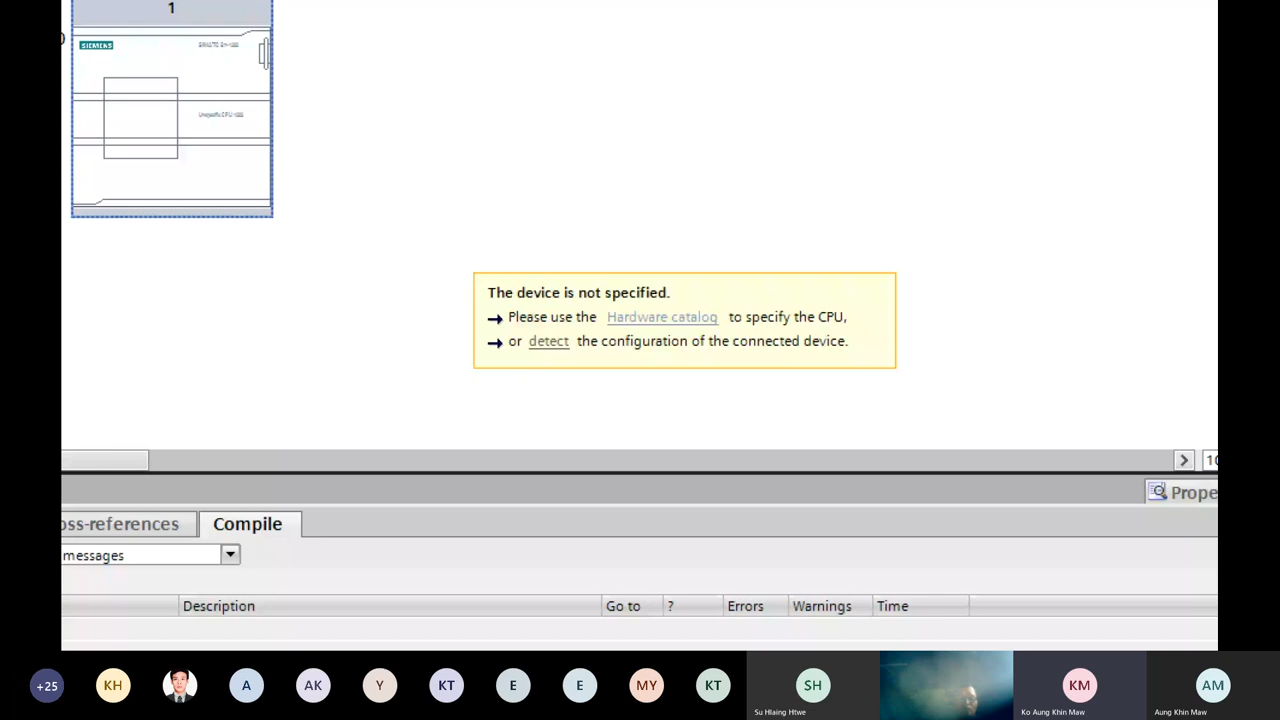 1
SIEMENS
The device is not specified.
Please use the Hardware catalog to specify the CPU,
or detect the configuration of the connected device.
10
Prope
oss-references
Compile
messages
Description
Go to
?
Errors
Warnings
Time
+25
KH
A
AK
Y
KT
E
E
MY
KT
SH
KM
AM
Su Hlaing Htwe
Ko Aung Khin Maw
Aung Khin Maw